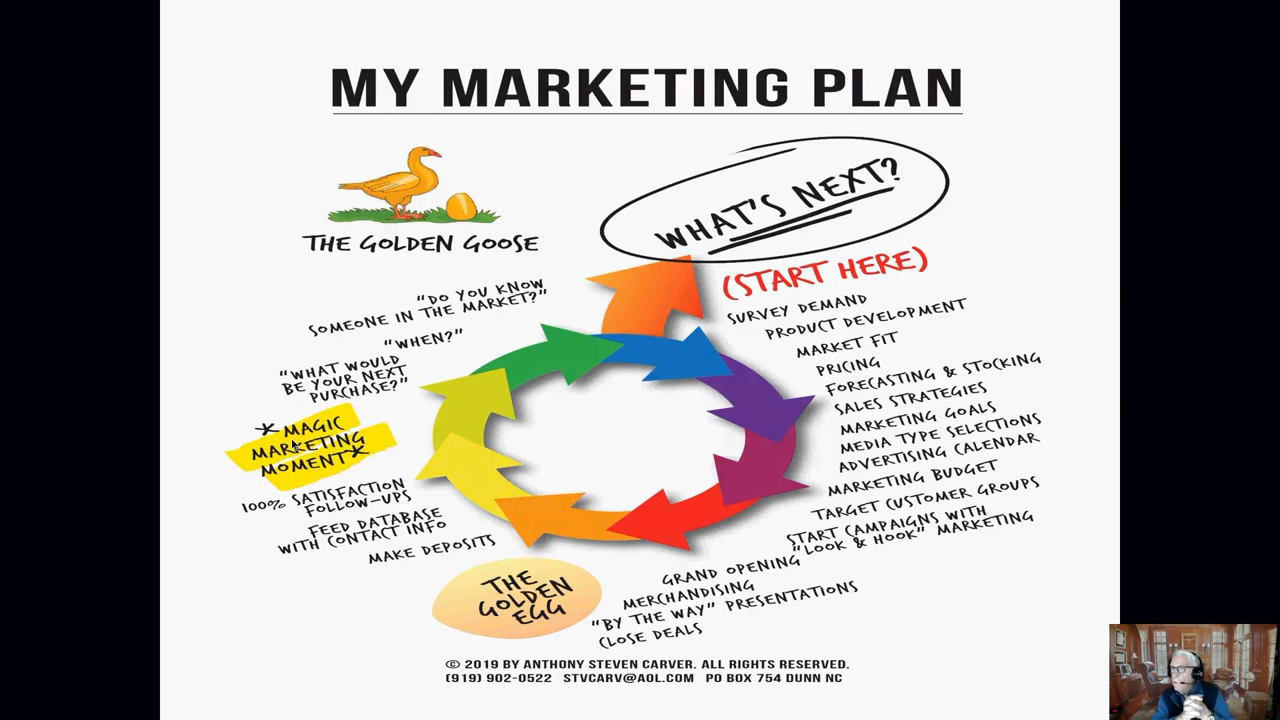 MY MARKETING PLAN
THE GOLDEN GOOSE
WHAT'S NEXT?
(START HERE)
SURVEY DEMAND
PRODUCT DEVELOPMENT
MARKET FIT
PRICING
FORECASTING & STOCKING
SALES STRATEGIES
MARKETING GOALS
MEDIA TYPE SELECTIONS
ADVERTISING CALENDAR
MARKETING BUDGET
TARGET CUSTOMER GROUPS
START CAMPAIGNS WITH
"LOOK & HOOK" MARKETING
GRAND OPENING
MERCHANDISING
"BY THE WAY" PRESENTATIONS
CLOSE DEALS
THE
GOLDEN
EGG
MAKE DEPOSITS
FEED DATABASE
WITH CONTACT INFO
100% SATISFACTION
FOLLOW-UPS
*MAGIC
MARKETING
MOMENT*
"WHAT WOULD
BE YOUR NEXT
PURCHASE?"
"WHEN?"
"DO YOU KNOW
SOMEONE IN THE MARKET?"
© 2019 BY ANTHONY STEVEN CARVER. ALL RIGHTS RESERVED.
(919) 902-0522 STVCARV@AOL.COM PO BOX 754 DUNN NC